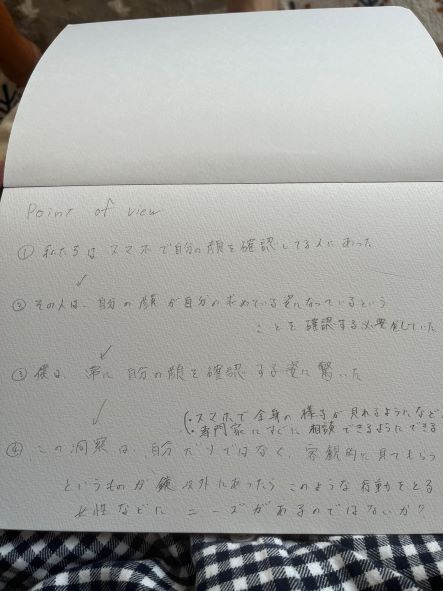 Point of view
① 私たちは スマホで自分の顔を確認してる人にあった
② その人は、自分の顔が自分の求めている姿になっているという
ことを確認する必要がしていた
③ 僕は、常に自分の顔を確認する姿に驚いた
(・スマホで全身の様子が見れるようになど、
・専門家にすぐに相談できるようにできる
④ この洞察は、自分だけではなく、客観的に見てもらう
というものが鏡以外にあったら このような行動をとる
女性などに ニーズがあるのではないか?